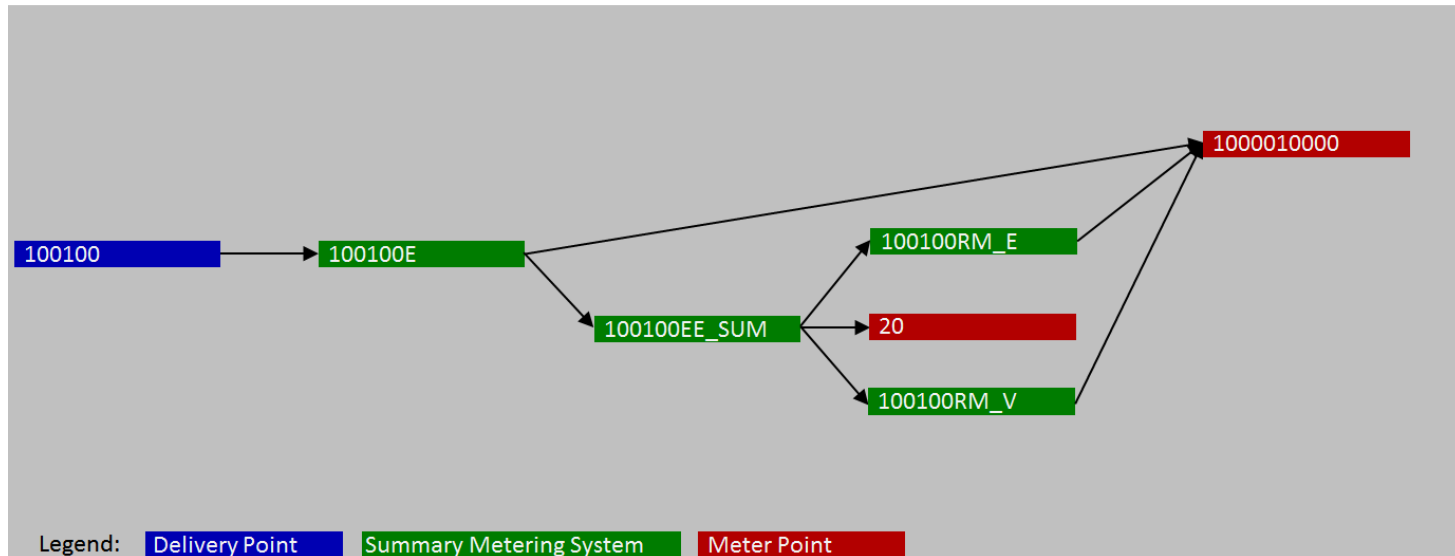 1000010000
100100RM_E
100100
100100E
100100EE_SUM
20
100100RM_V
Legend:
Delivery Point
Summary Metering System
Meter Point